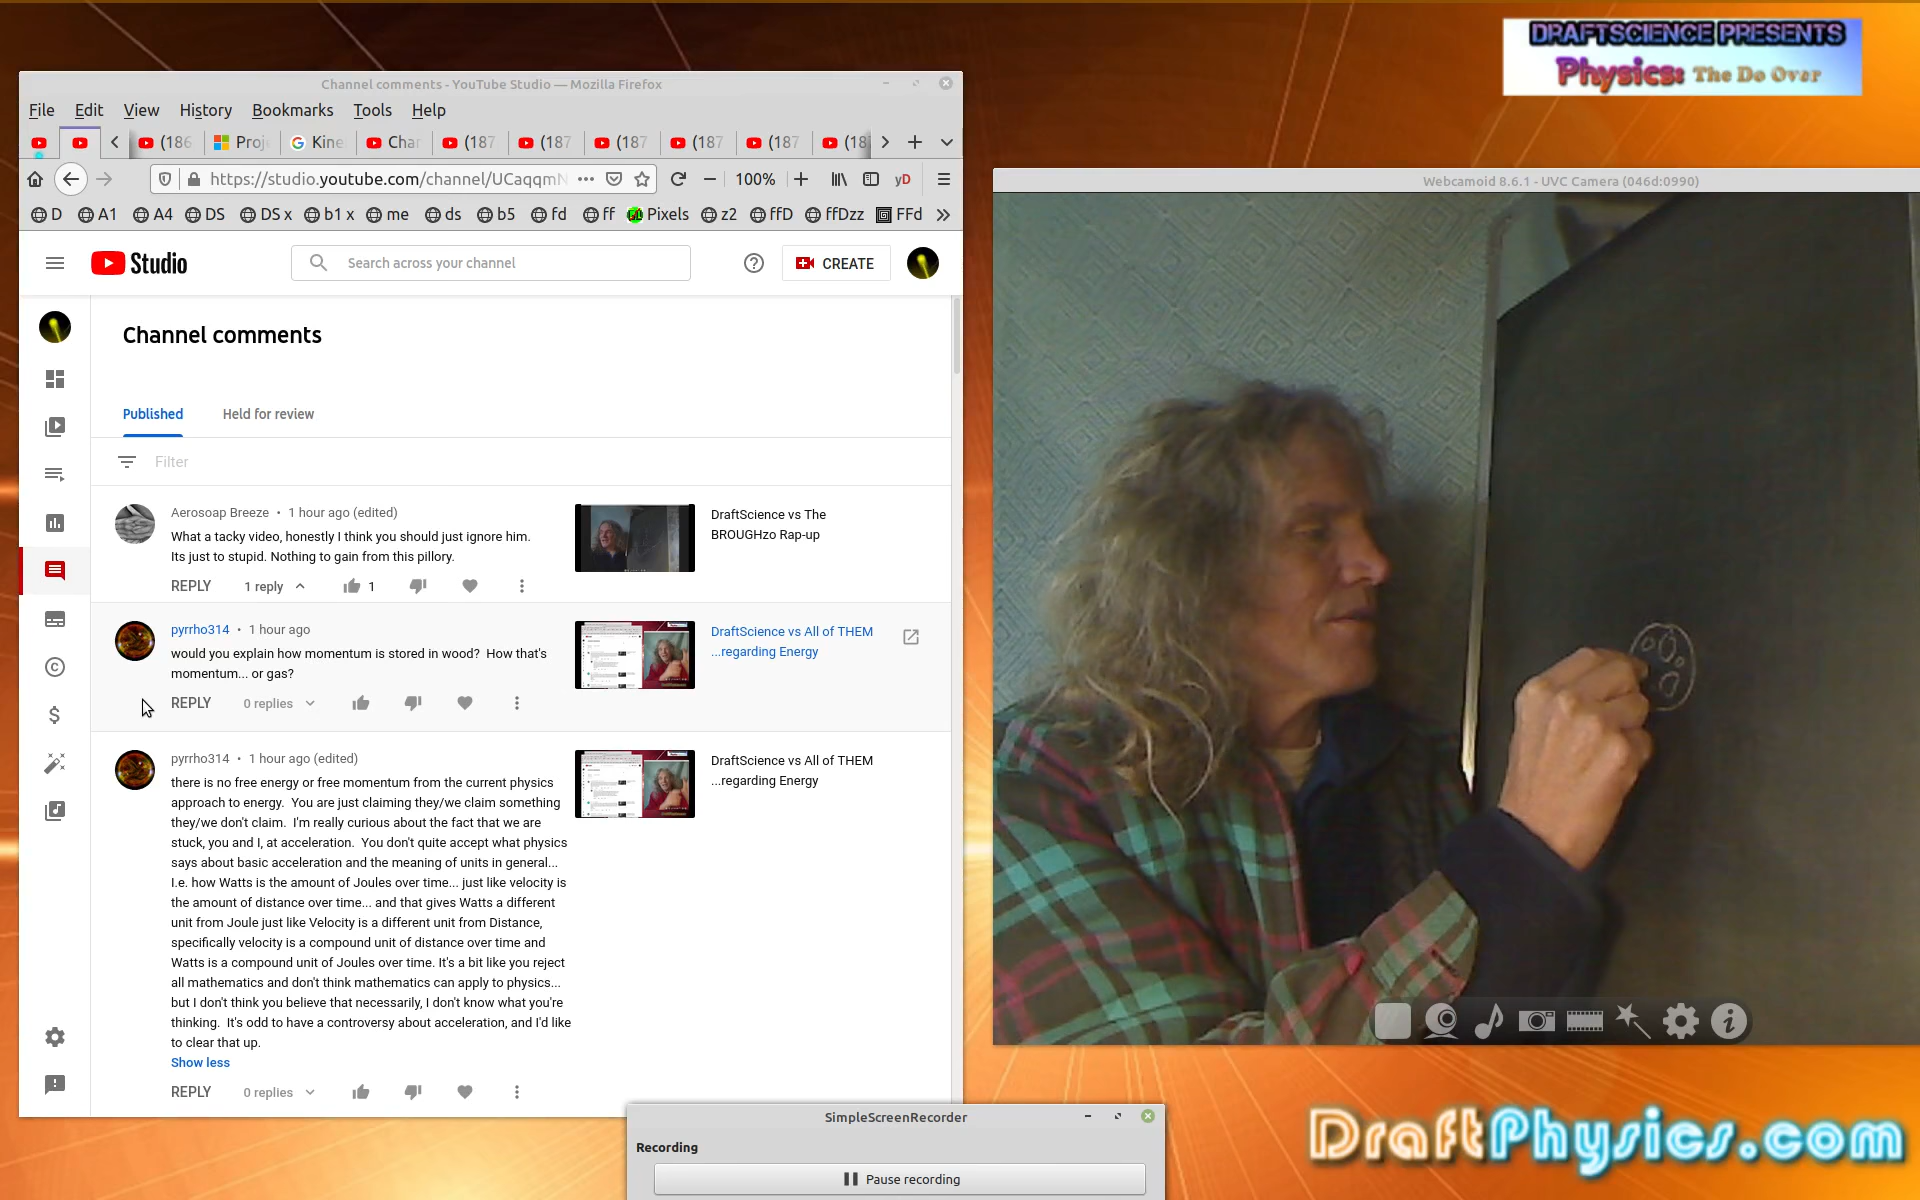 DRAFTSCIENCE PRESENTS
Physics: The Do Over
Channel comments - YouTube Studio — Mozilla Firefox
File Edit View History Bookmarks Tools Help
(186 Proj Kine Char (187 (187 (187 (187 (187 (18
https://studio.youtube.com/channel/UCaqqmN 100% yD
D A1 A4 DS DS x b1 x me ds b5 fd ff Pixels z2 ffD ffDzz FFd
Studio
Search across your channel
CREATE
Channel comments
Published Held for review
Filter
Aerosoap Breeze • 1 hour ago (edited)
What a tacky video, honestly I think you should just ignore him.
Its just to stupid. Nothing to gain from this pillory.
REPLY 1 reply 1
DraftScience vs The
BROUGHzo Rap-up
pyrrho314 • 1 hour ago
would you explain how momentum is stored in wood? How that's
momentum... or gas?
REPLY 0 replies
DraftScience vs All of THEM
...regarding Energy
pyrrho314 • 1 hour ago (edited)
there is no free energy or free momentum from the current physics
approach to energy. You are just claiming they/we claim something
they/we don't claim. I'm really curious about the fact that we are
stuck, you and I, at acceleration. You don't quite accept what physics
says about basic acceleration and the meaning of units in general...
I.e. how Watts is the amount of Joules over time... just like velocity is
the amount of distance over time... and that gives Watts a different
unit from Joule just like Velocity is a different unit from Distance,
specifically velocity is a compound unit of distance over time and
Watts is a compound unit of Joules over time. It's a bit like you reject
all mathematics and don't think mathematics can apply to physics...
but I don't think you believe that necessarily, I don't know what you're
thinking. It's odd to have a controversy about acceleration, and I'd like
to clear that up.
Show less
REPLY 0 replies
DraftScience vs All of THEM
...regarding Energy
Webcamoid 8.6.1 - UVC Camera (046d:0990)
SimpleScreenRecorder
Recording
Pause recording
DraftPhysics.com